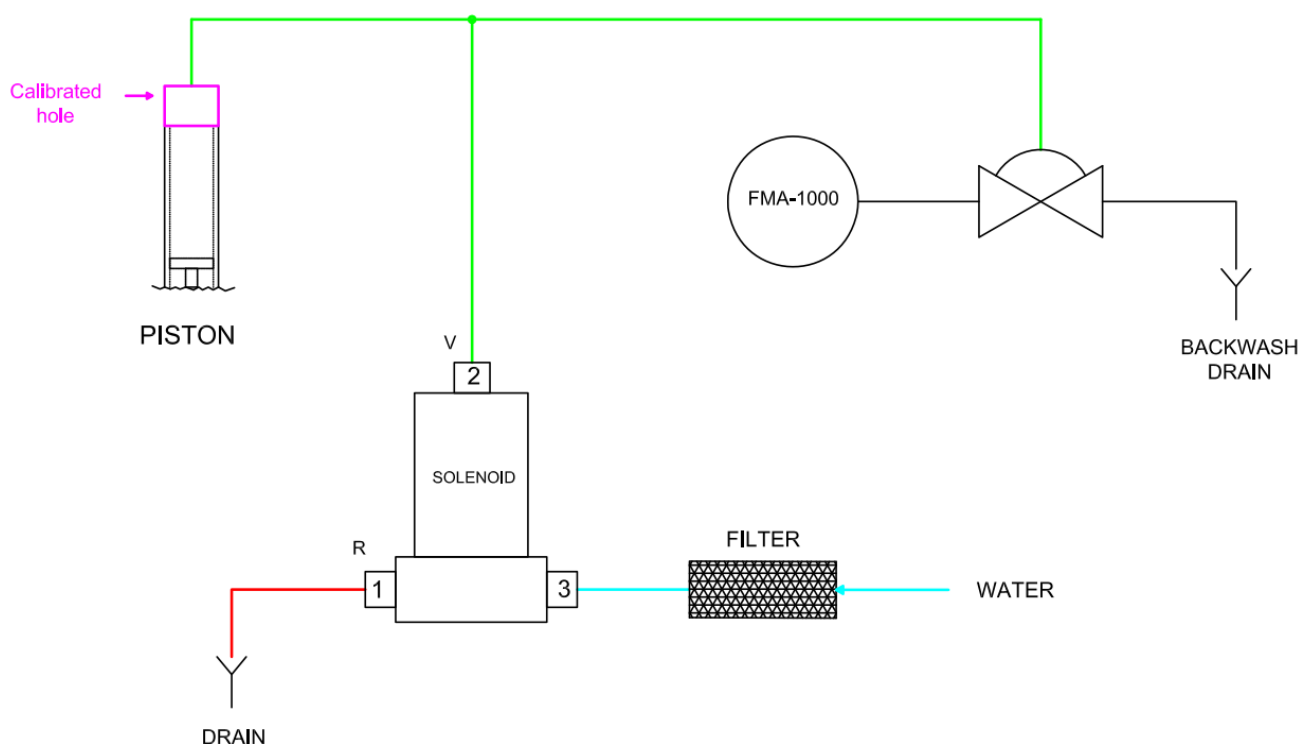 Calibrated
hole
PISTON
FMA-1000
BACKWASH
DRAIN
V
2
SOLENOID
R
1
3
FILTER
WATER
DRAIN